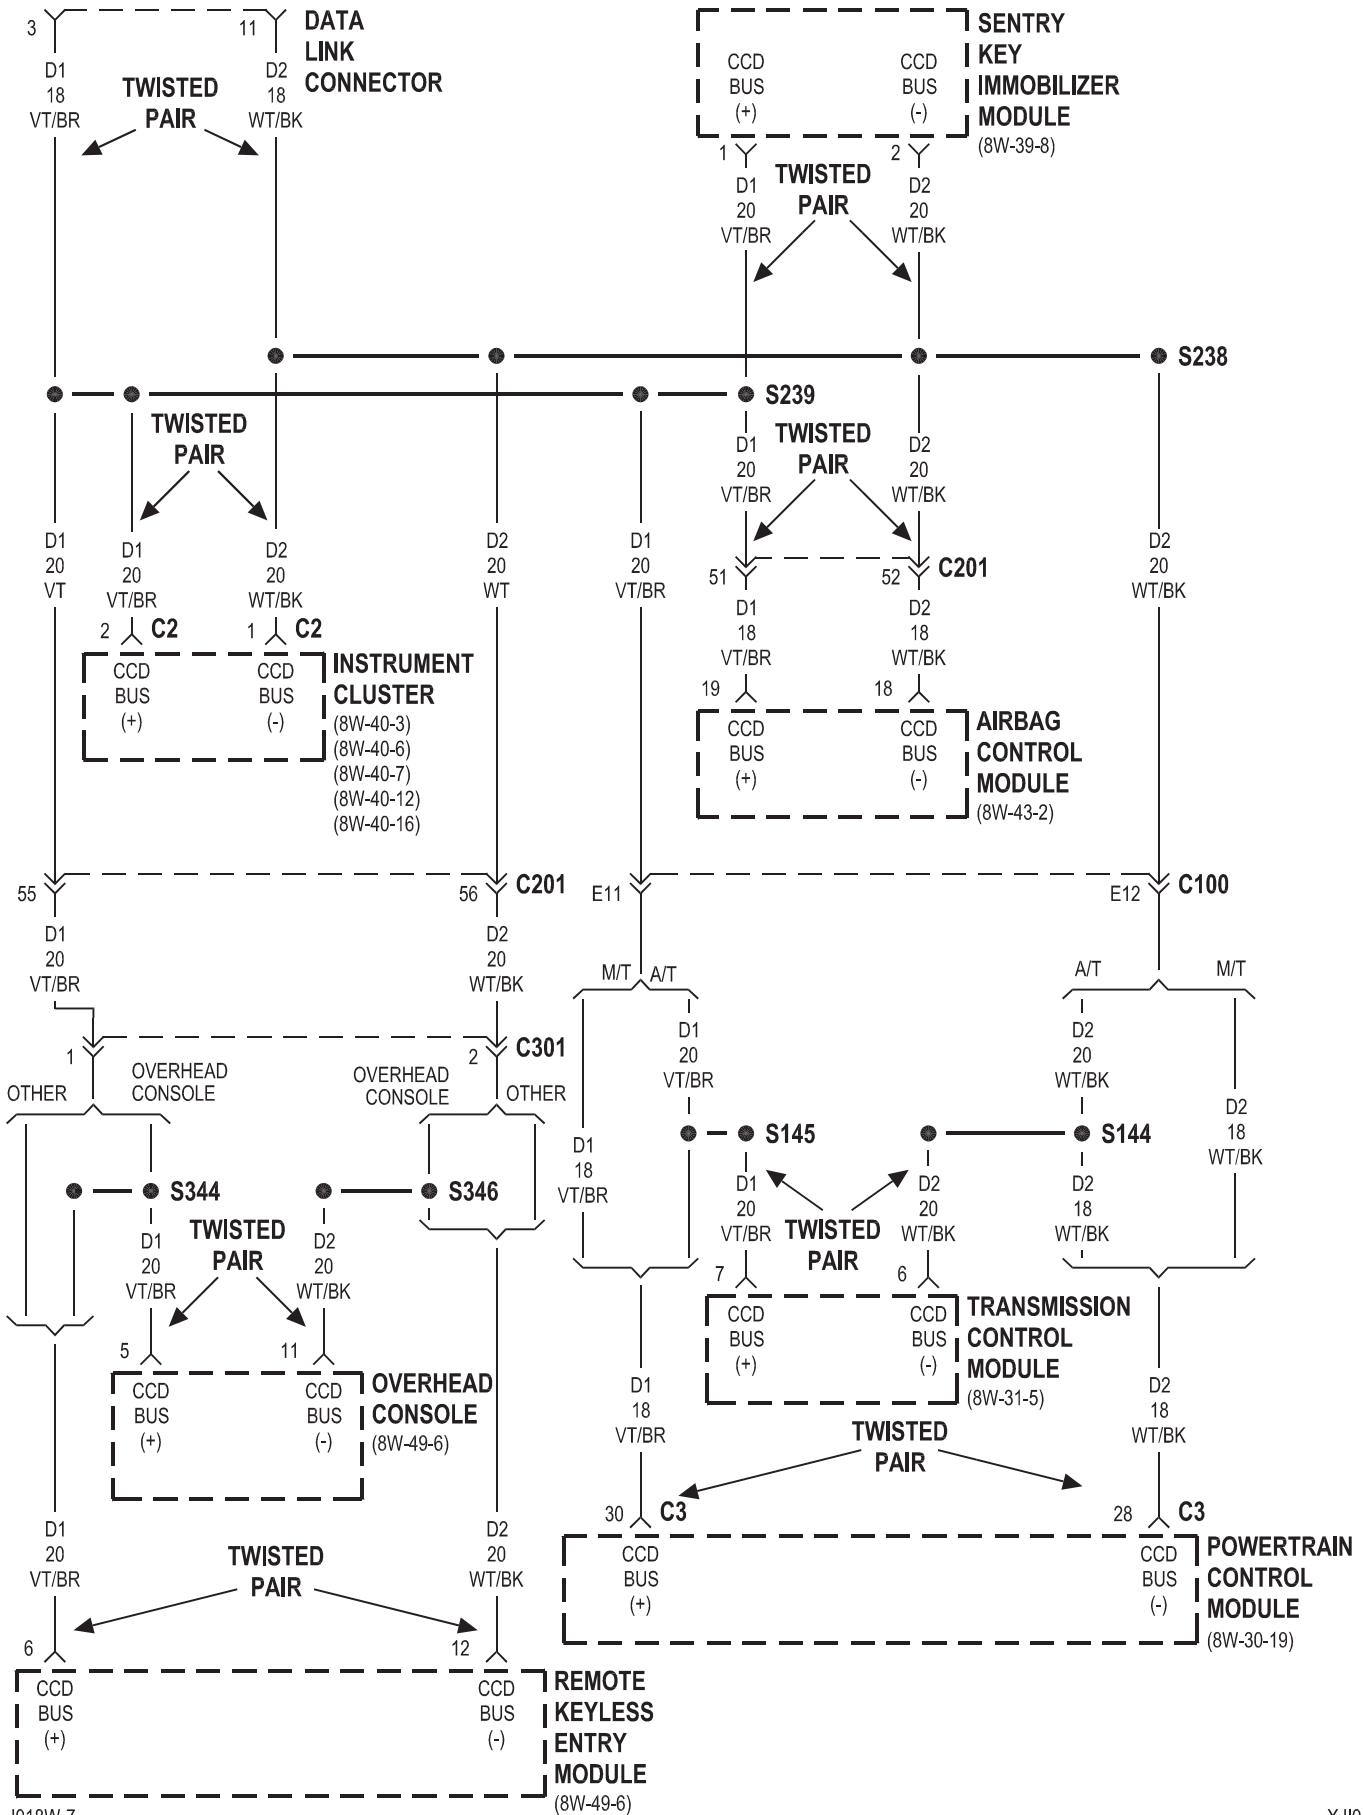 3
11
DATA
LINK
CONNECTOR
D1
18
VT/BR
D2
18
WT/BK
TWISTED
PAIR
CCD
BUS
(+)
CCD
BUS
(-)
SENTRY
KEY
IMMOBILIZER
MODULE
(8W-39-8)
1
2
D1
20
VT/BR
D2
20
WT/BK
TWISTED
PAIR
S238
S239
TWISTED
PAIR
TWISTED
PAIR
D1
20
VT/BR
D2
20
WT/BK
D1
20
VT
D1
20
VT/BR
D2
20
WT/BK
D2
20
WT
D1
20
VT/BR
D2
20
WT/BK
51
52
C201
D1
18
VT/BR
D2
18
WT/BK
2
C2
1
C2
CCD
BUS
(+)
CCD
BUS
(-)
INSTRUMENT
CLUSTER
(8W-40-3)
(8W-40-6)
(8W-40-7)
(8W-40-12)
(8W-40-16)
19
18
CCD
BUS
(+)
CCD
BUS
(-)
AIRBAG
CONTROL
MODULE
(8W-43-2)
55
56
C201
E11
E12
C100
D1
20
VT/BR
D2
20
WT/BK
M/T
A/T
A/T
M/T
1
2
C301
OTHER
OVERHEAD
CONSOLE
OVERHEAD
CONSOLE
OTHER
D1
20
VT/BR
D2
20
WT/BK
D1
18
VT/BR
D2
18
WT/BK
S145
S144
S344
S346
TWISTED
PAIR
D1
20
VT/BR
D2
20
WT/BK
D1
20
VT/BR
D2
20
WT/BK
D2
18
WT/BK
TWISTED
PAIR
7
6
CCD
BUS
(+)
CCD
BUS
(-)
TRANSMISSION
CONTROL
MODULE
(8W-31-5)
5
11
CCD
BUS
(+)
CCD
BUS
(-)
OVERHEAD
CONSOLE
(8W-49-6)
D1
18
VT/BR
D2
18
WT/BK
TWISTED
PAIR
30
C3
28
C3
CCD
BUS
(+)
CCD
BUS
(-)
POWERTRAIN
CONTROL
MODULE
(8W-30-19)
D1
20
VT/BR
D2
20
WT/BK
TWISTED
PAIR
6
12
CCD
BUS
(+)
CCD
BUS
(-)
REMOTE
KEYLESS
ENTRY
MODULE
(8W-49-6)